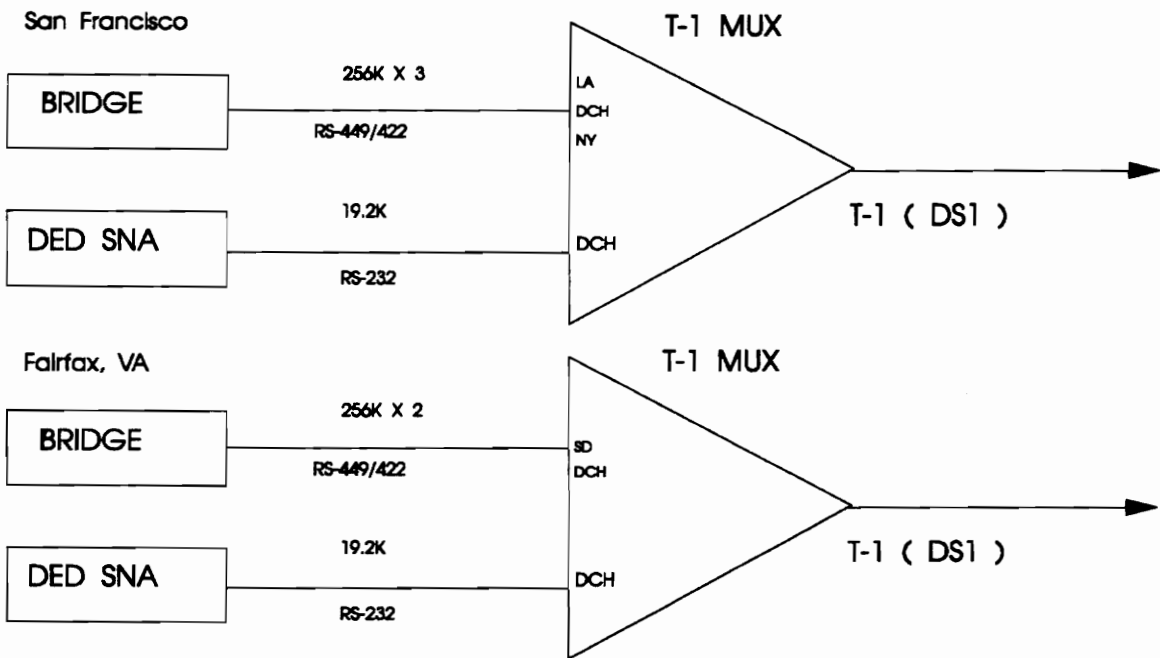 San Francisco
T-1 MUX
BRIDGE
256K X 3
RS-449/422
LA
DCH
NY
DED SNA
19.2K
RS-232
DCH
T-1 ( DS1 )
Fairfax, VA
T-1 MUX
BRIDGE
256K X 2
RS-449/422
SD
DCH
DED SNA
19.2K
RS-232
DCH
T-1 ( DS1 )